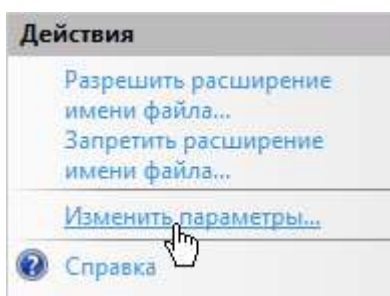 Действия
Разрешить расширение
имени файла...
Запретить расширение
имени файла...
Изменить параметры...
Справка